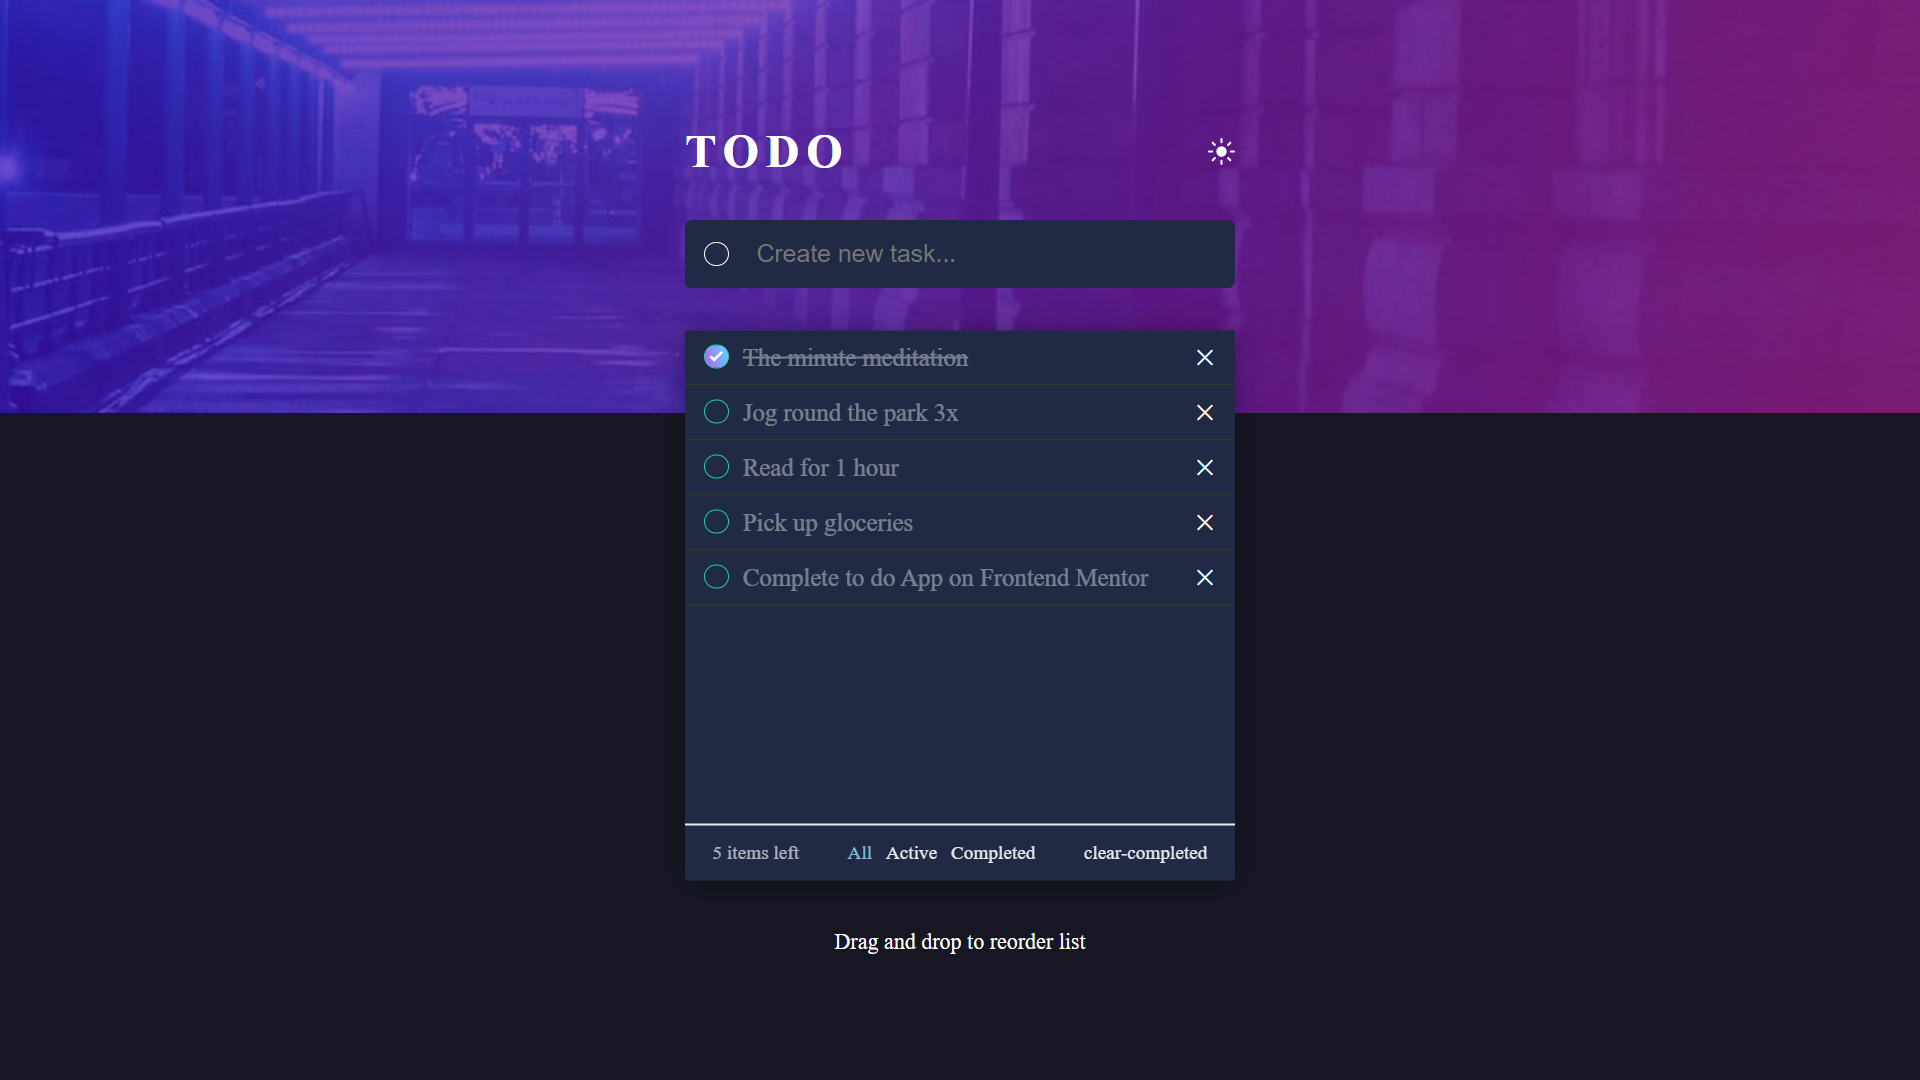 TODO
Create new task...
The minute meditation
Jog round the park 3x
Read for 1 hour
Pick up gloceries
Complete to do App on Frontend Mentor
5 items left All Active Completed clear-completed
Drag and drop to reorder list